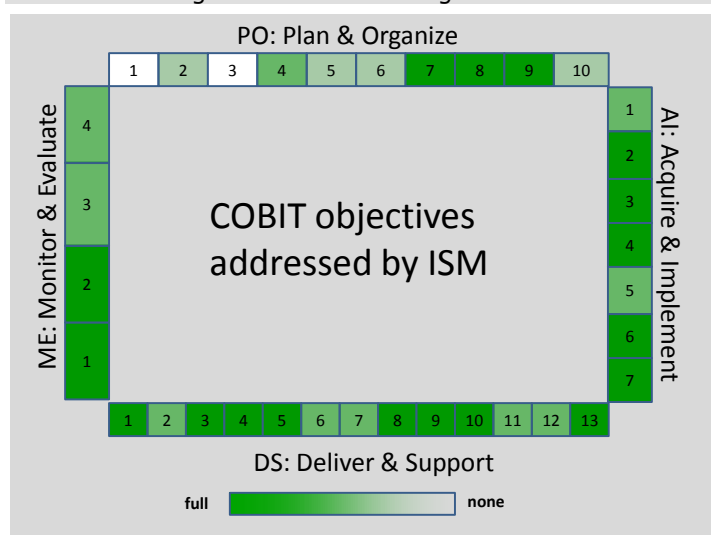 PO: Plan & Organize
1 2 3 4 5 6 7 8 9 10
ME: Monitor & Evaluate
4
3
2
1
COBIT objectives
addressed by ISM
1
2
3
4
5
6
7
AI: Acquire & Implement
1 2 3 4 5 6 7 8 9 10 11 12 13
DS: Deliver & Support
full none